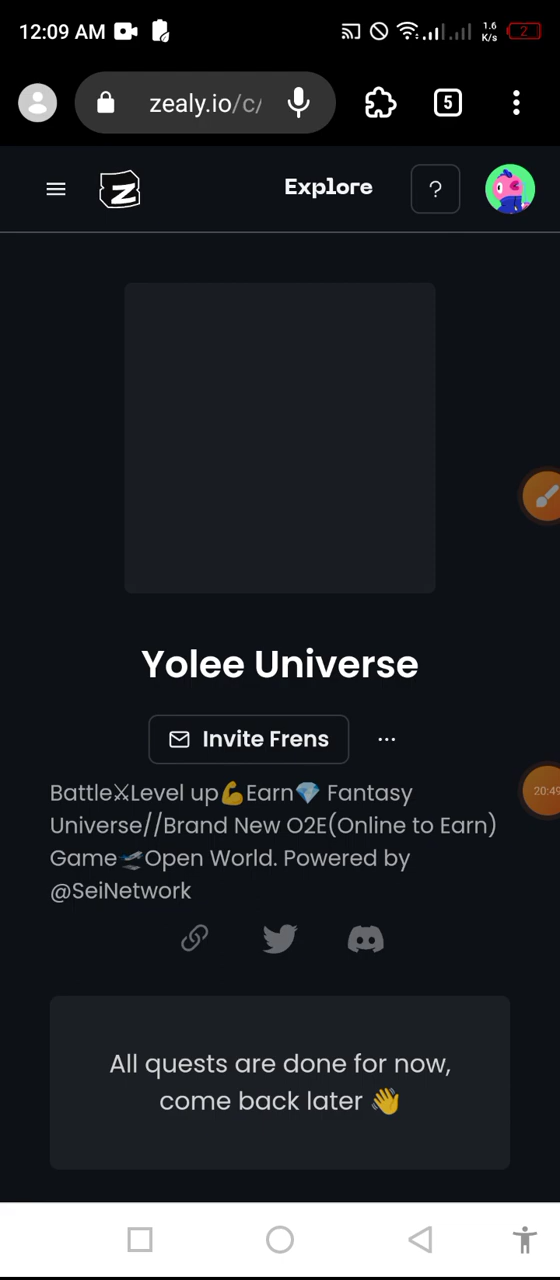 12:09 AM
1.6
K/s
2
zealy.io/c/
5
Z
Explore
?
Yolee Universe
Invite Frens
...
Battle⚔Level up💪Earn💎 Fantasy
Universe//Brand New O2E(Online to Earn)
Game🛫Open World. Powered by
@SeiNetwork
20:49
All quests are done for now,
come back later 👋